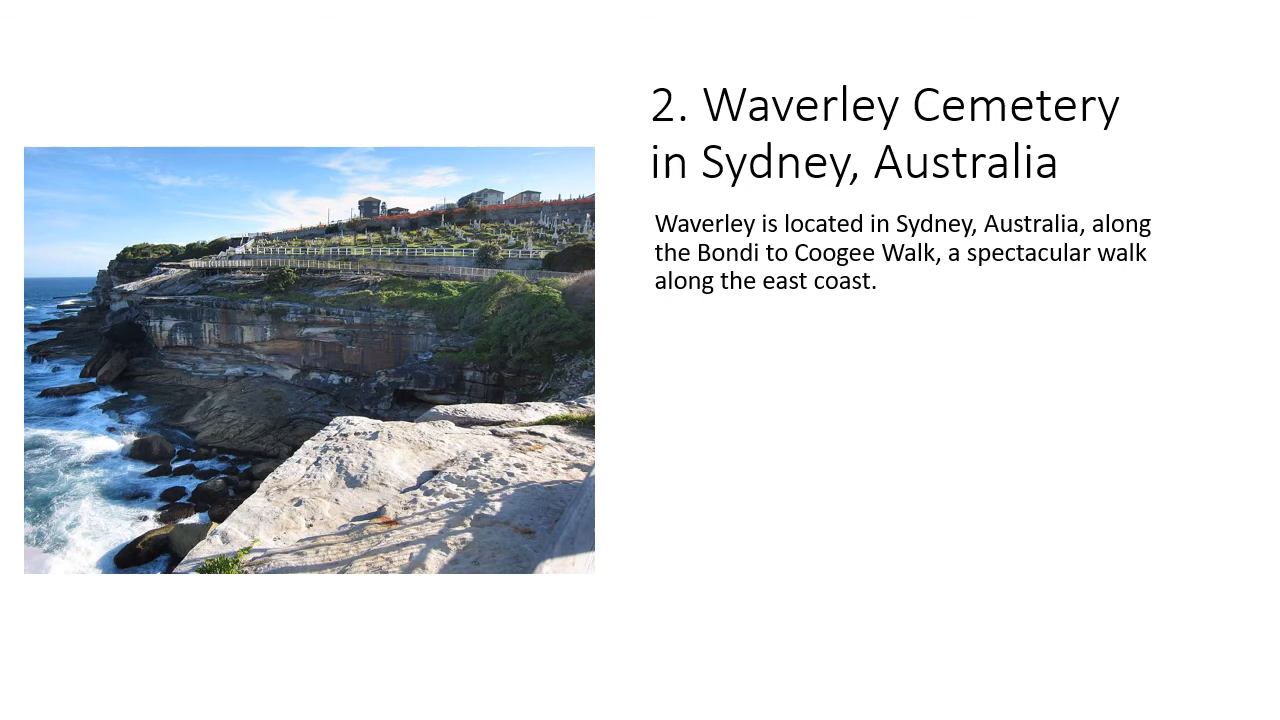 2. Waverley Cemetery
in Sydney, Australia
Waverley is located in Sydney, Australia, along
the Bondi to Coogee Walk, a spectacular walk
along the east coast.